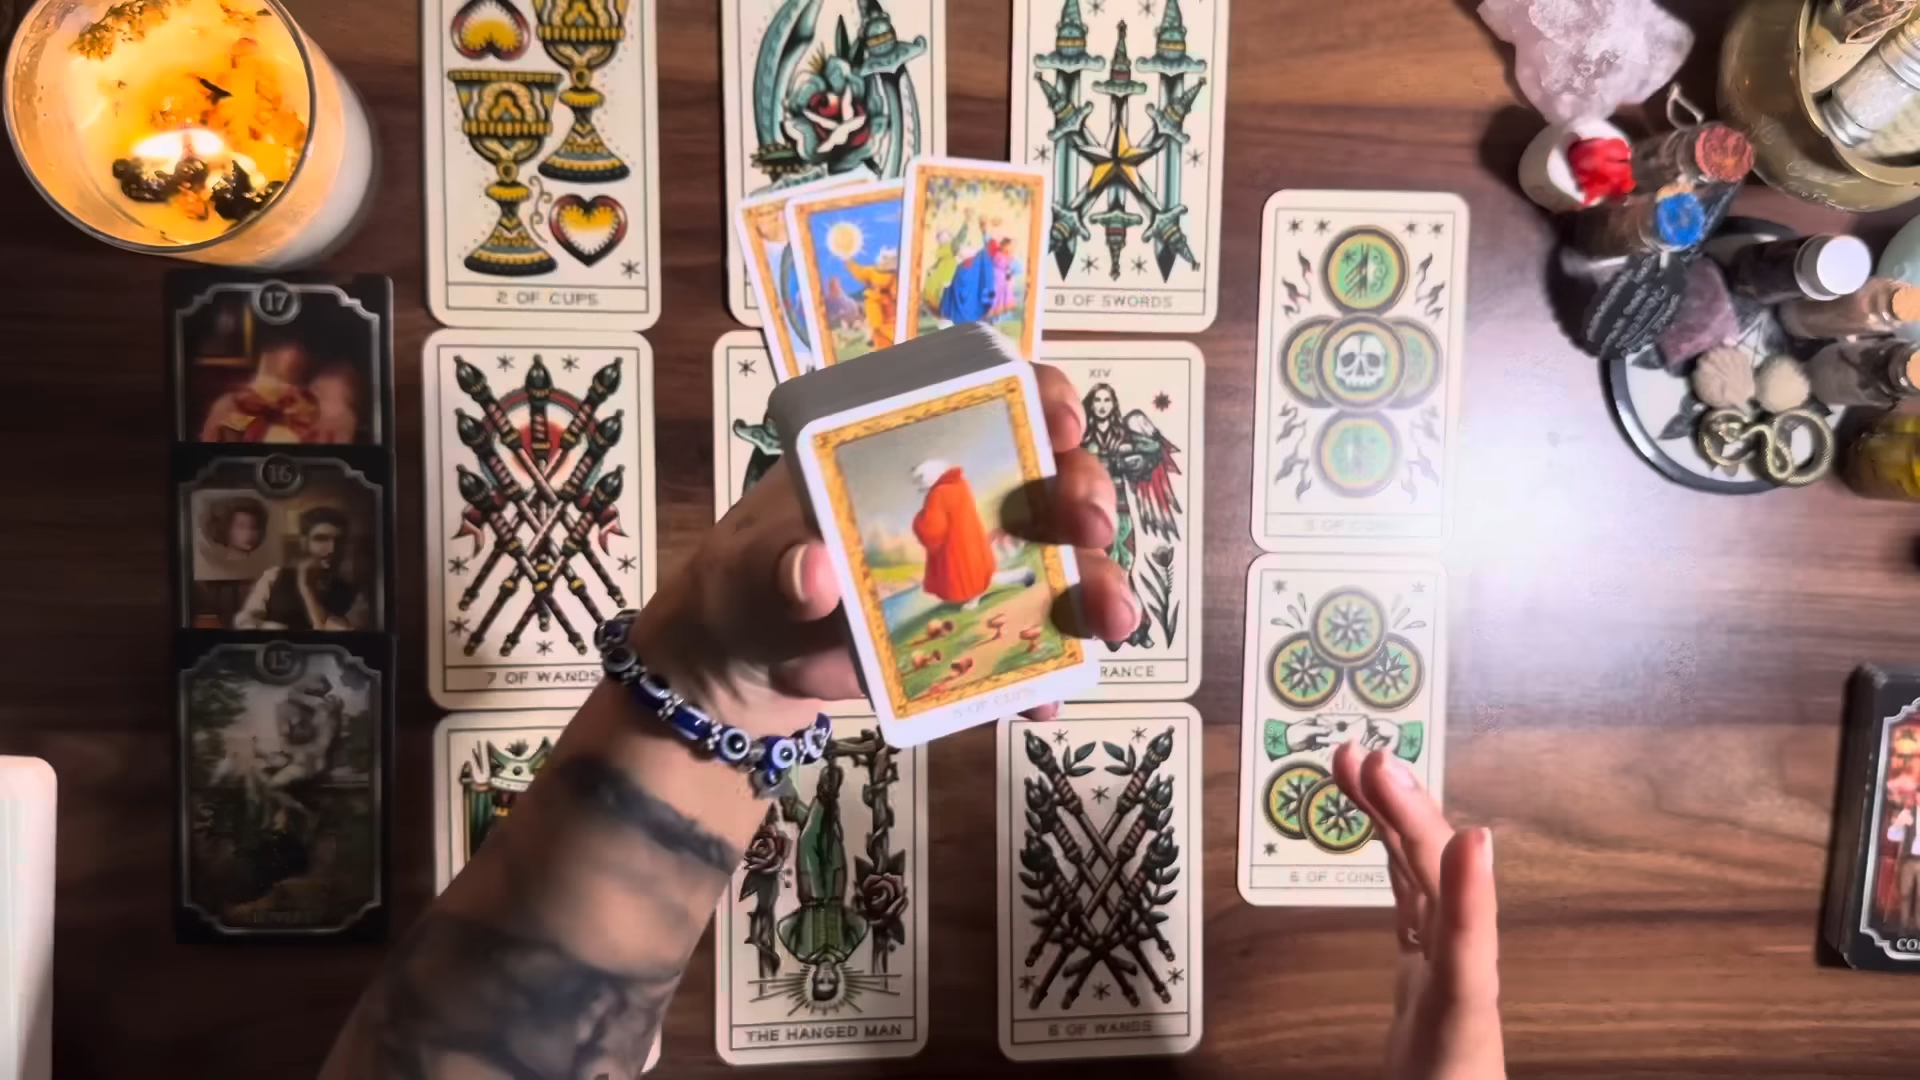 2 OF CUPS
8 OF SWORDS
17
16
15
7 OF WANDS
XIV
RANCE
6 OF COINS
THE HANGED MAN
6 OF WANDS
CO